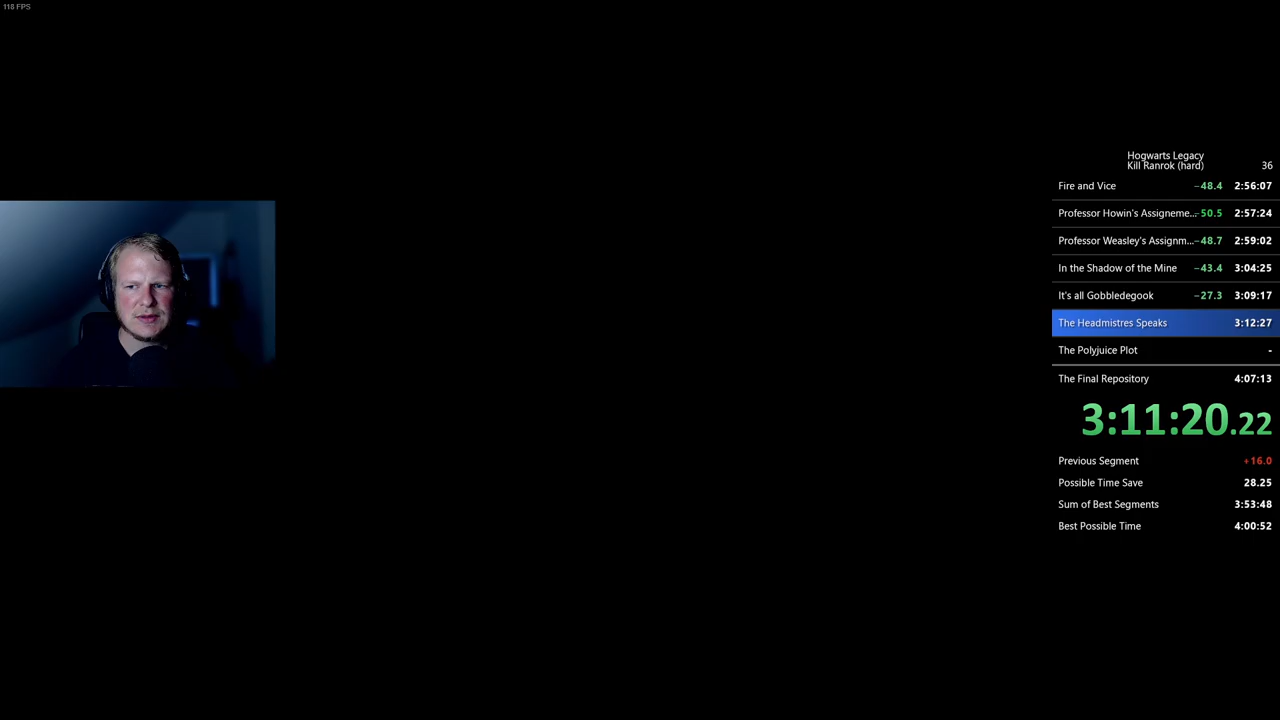 118 FPS
Hogwarts Legacy
Kill Ranrok (hard) 36
Fire and Vice -48.4 2:56:07
Professor Howin's Assigneme... -50.5 2:57:24
Professor Weasley's Assignm... -48.7 2:59:02
In the Shadow of the Mine -43.4 3:04:25
It's all Gobbledegook -27.3 3:09:17
The Headmistres Speaks 3:12:27
The Polyjuice Plot -
The Final Repository 4:07:13
3:11:20.22
Previous Segment +16.0
Possible Time Save 28.25
Sum of Best Segments 3:53:48
Best Possible Time 4:00:52